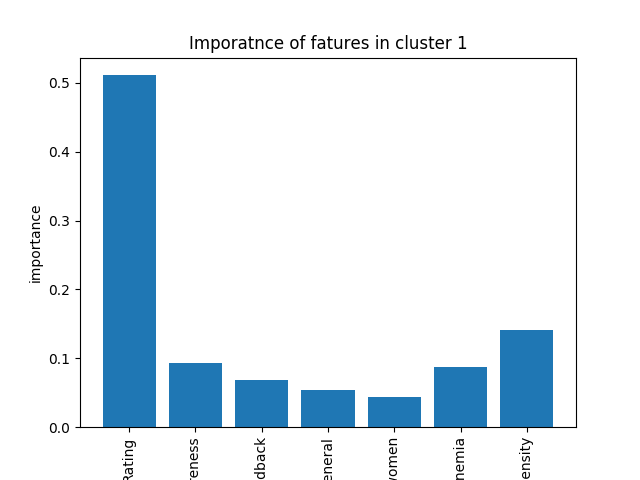 Imporatnce of fatures in cluster 1
importance
0.5
0.4
0.3
0.2
0.1
0.0
Rating
reness
dback
eneral
women
nemia
ensity